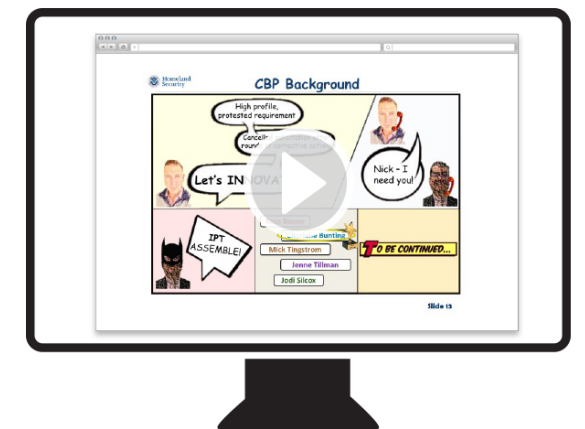 Homeland
Security
CBP Background
High profile,
protested requirement
Let's INNOVA
Nick – I
need you!
IPT
ASSEMBLE!
Bunting
Mick Tingstrom
Jenne Tillman
Jodi Silcox
TO BE CONTINUED...
Slide 13